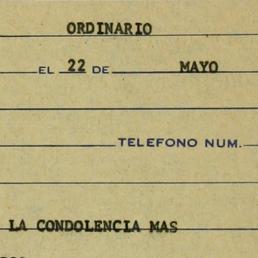 ORDINARIO
EL 22 DE MAYO
TELEFONO NUM.
LA CONDOLENCIA MAS